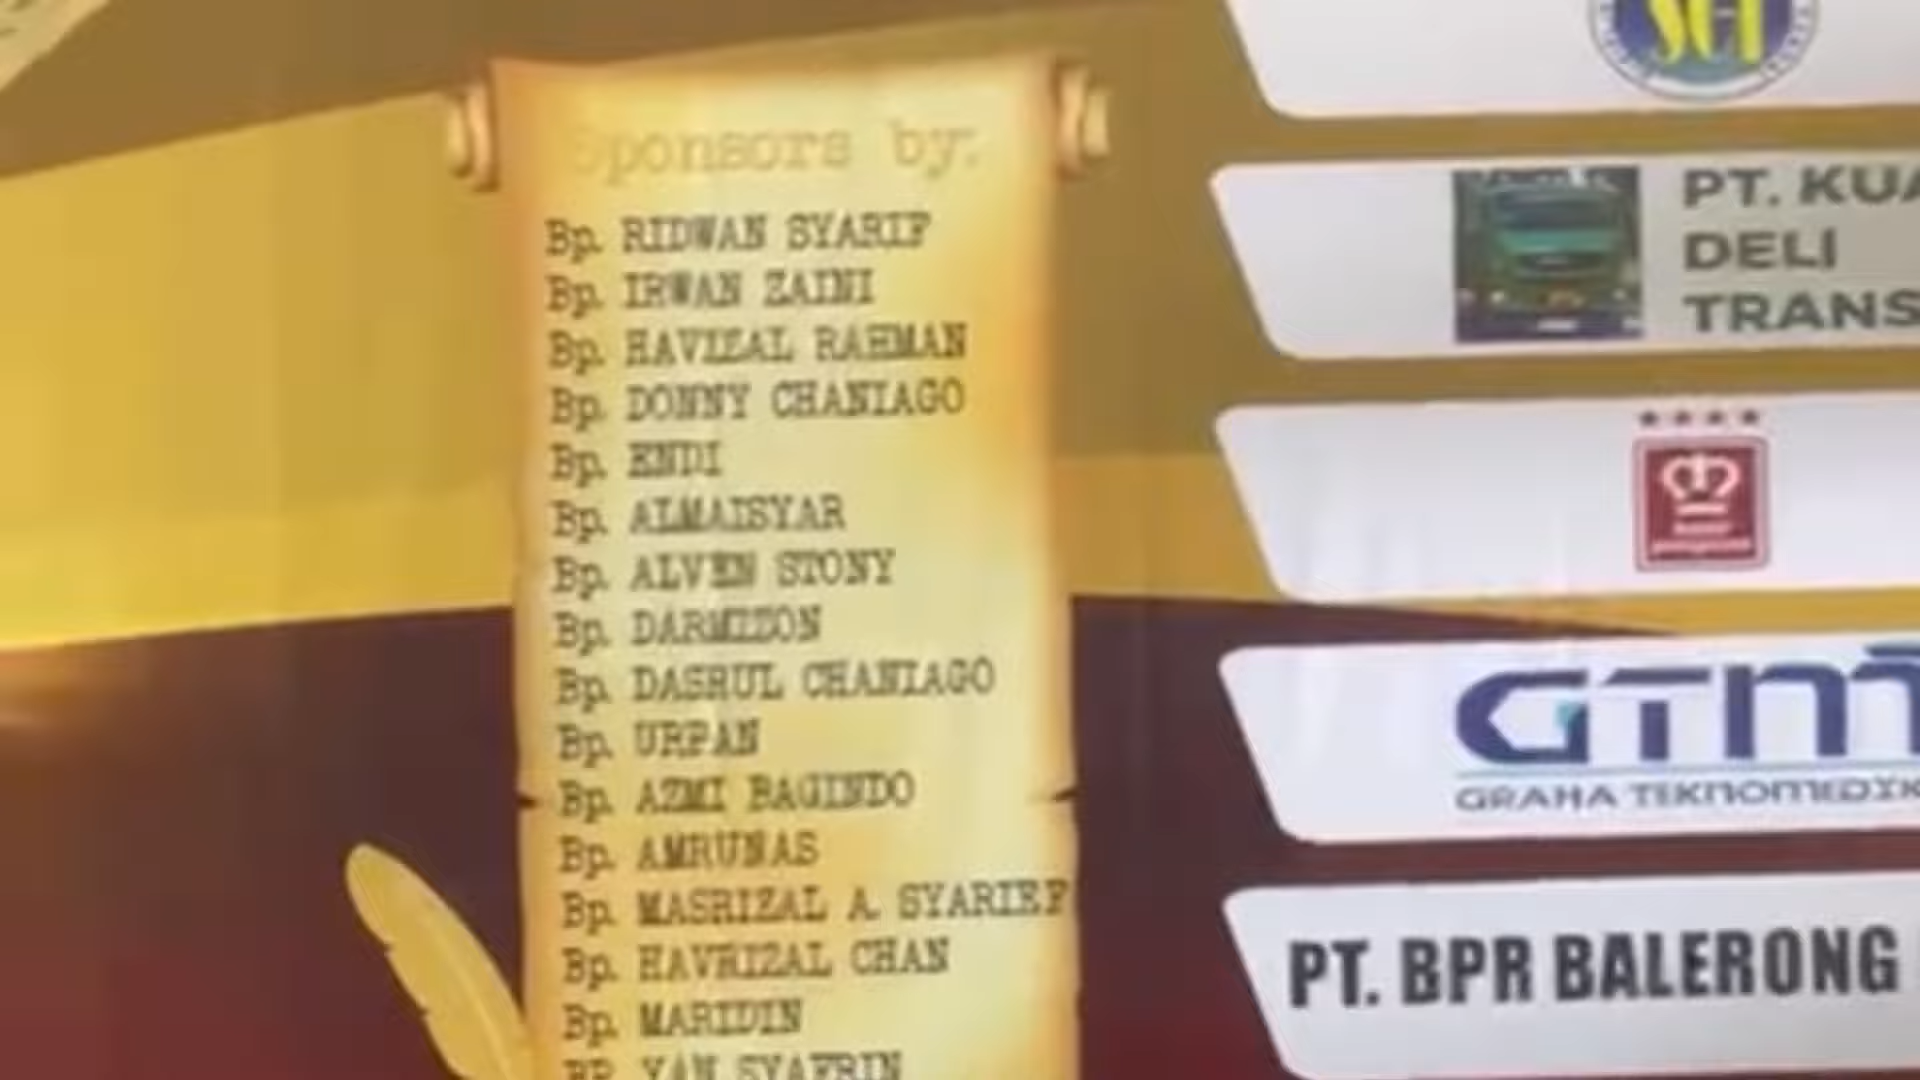 Sponsors by:
Bp. RIDWAN SYARIF
Bp. IRWAN ZAINI
Bp. HAVIZAL RAHMAN
Bp. DONNY CHANIAGO
Bp. ENDI
Bp. ALMAISYAR
Bp. ALVEN STONY
Bp. DARMIZON
Bp. DASRUL CHANIAGO
Bp. URPAN
Bp. AZMI BAGINDO
Bp. AMRUNAS
Bp. MASRIZAL A. SYARIEF
Bp. HAVRIZAL CHAN
Bp. MARIDIN
BP. YAN SYAFRIN
PT. KUA
DELI
TRANS
GTM
GRAHA TEKNOMEDIK
PT. BPR BALERONG